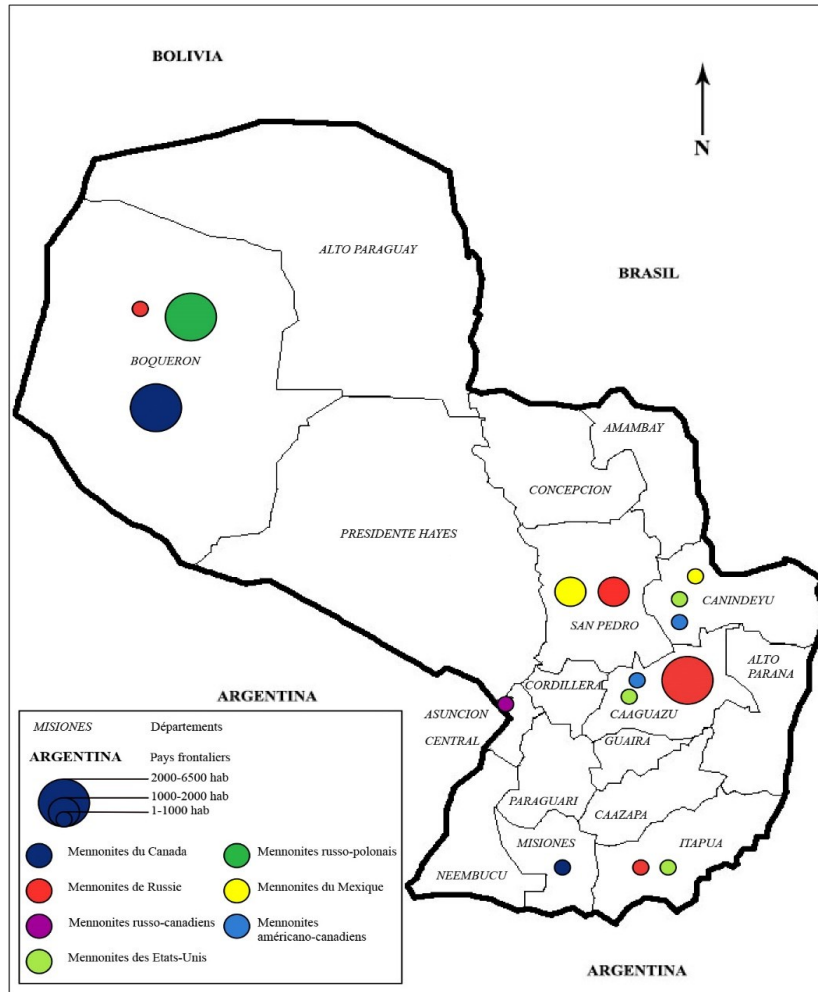 BOLIVIA
N
ALTO PARAGUAY
BRASIL
BOQUERON
AMAMBAY
CONCEPCION
PRESIDENTE HAYES
CANINDEYU
SAN PEDRO
ALTO
PARANA
CORDILLERA
ARGENTINA
ASUNCION
CAAGUAZU
CENTRAL
GUAIRA
PARAGUARI
CAAZAPA
MISIONES
ITAPUA
NEEMBUCU
ARGENTINA
MISIONES Départements
ARGENTINA Pays frontaliers
2000-6500 hab
1000-2000 hab
1-1000 hab
Mennonites du Canada
Mennonites russo-polonais
Mennonites de Russie
Mennonites du Mexique
Mennonites russo-canadiens
Mennonites
américano-canadiens
Mennonites des Etats-Unis